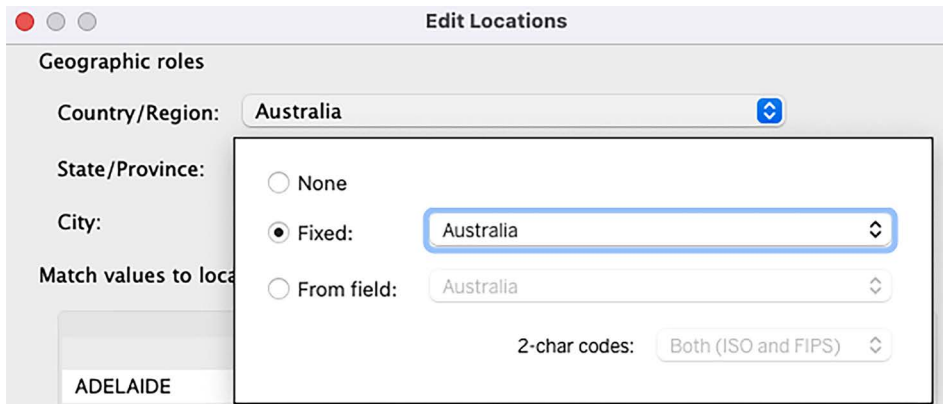 Edit Locations
Geographic roles
Country/Region: Australia
State/Province:
None
City:
Fixed: Australia
Match values to loca
From field: Australia
2-char codes: Both (ISO and FIPS)
ADELAIDE